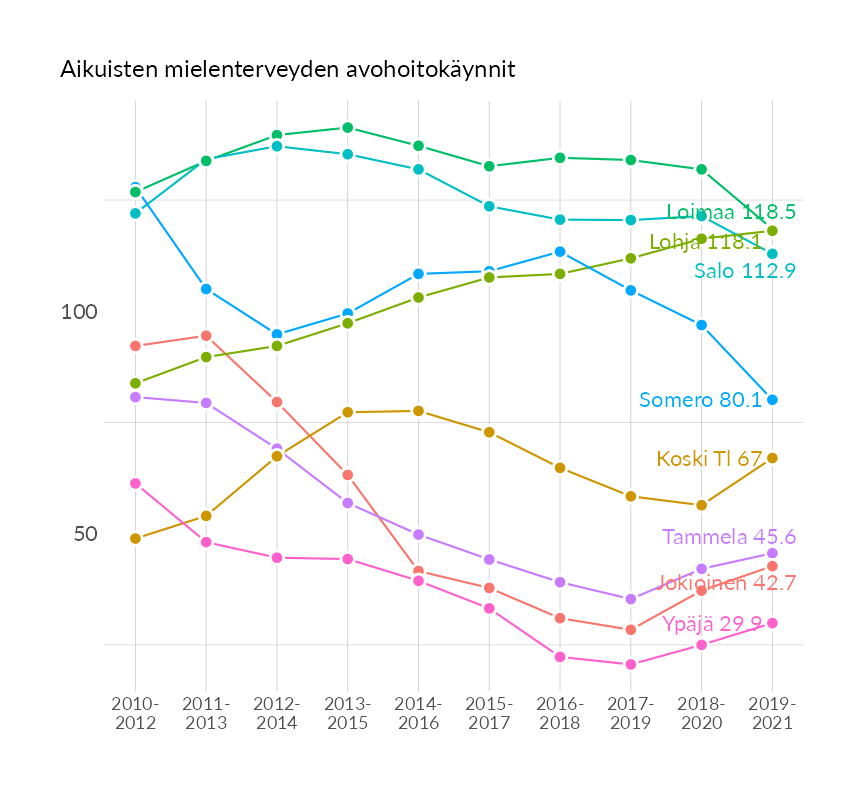 Aikuisten mielenterveyden avohoitokäynnit
Loimaa 118.5
Lohja 118.1
Salo 112.9
100
Somero 80.1
Koski Tl 67
50
Tammela 45.6
Jokioinen 42.7
Ypäjä 29.9
2010-
2012
2011-
2013
2012-
2014
2013-
2015
2014-
2016
2015-
2017
2016-
2018
2017-
2019
2018-
2020
2019-
2021